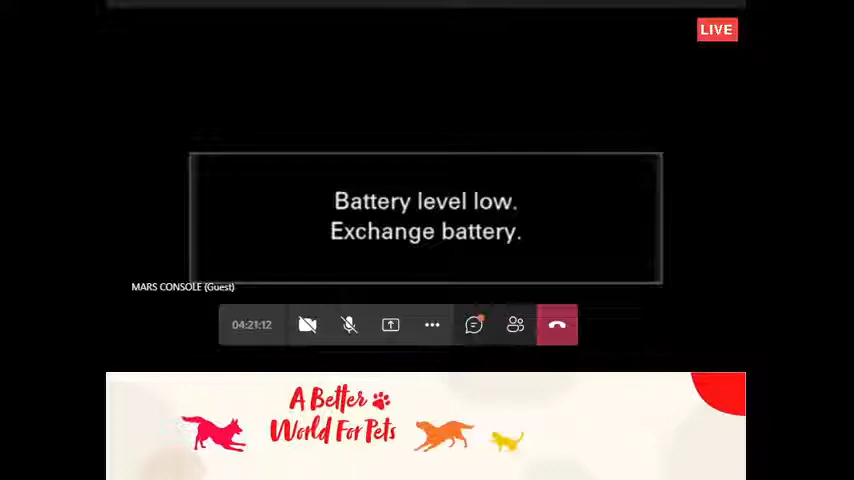 LIVE
Battery level low.
Exchange battery.
MARS CONSOLE (Guest)
04:21:12
A Better
World For Pets